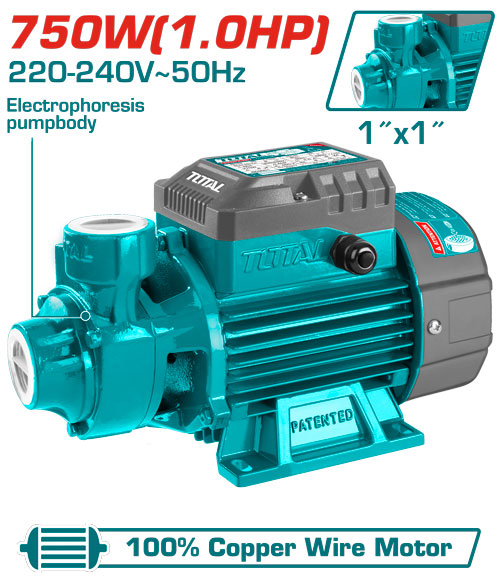 750W(1.0HP)
220-240V~50Hz
Electrophoresis
pumpbody
1″x1″
TOTAL
TOTAL
PATENTED
100% Copper Wire Motor